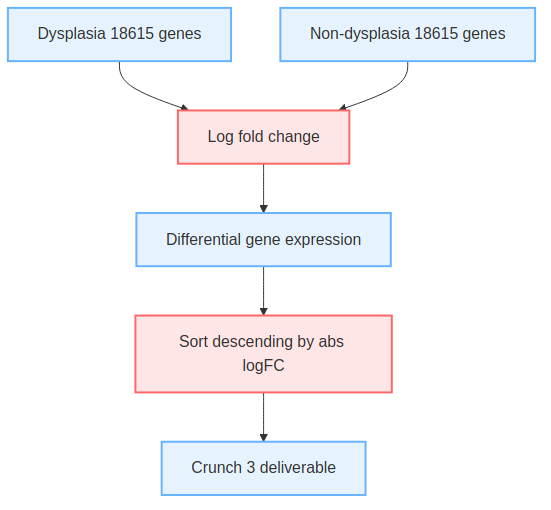 Dysplasia 18615 genes
Non-dysplasia 18615 genes
Log fold change
Differential gene expression
Sort descending by abs
logFC
Crunch 3 deliverable